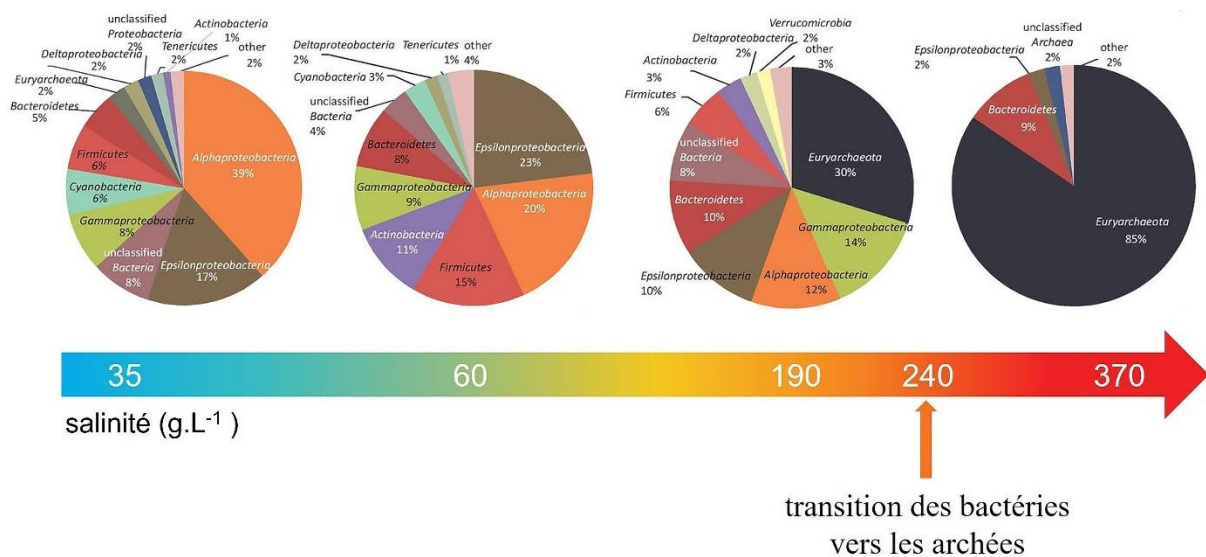 unclassified
Proteobacteria
2%
Actinobacteria
1%
Deltaproteobacteria
2%
Tenericutes
2%
other
2%
Euryarchaeota
2%
Bacteroidetes
5%
Firmicutes
6%
Cyanobacteria
6%
Gammaproteobacteria
8%
unclassified
Bacteria
8%
Epsilonproteobacteria
17%
Alphaproteobacteria
39%
Deltaproteobacteria
2%
Tenericutes
1%
other
4%
Cyanobacteria 3%
unclassified
Bacteria
4%
Bacteroidetes
8%
Gammaproteobacteria
9%
Actinobacteria
11%
Firmicutes
15%
Alphaproteobacteria
20%
Epsilonproteobacteria
23%
Verrucomicrobia
2%
Deltaproteobacteria
2%
other
3%
Actinobacteria
3%
Firmicutes
6%
unclassified
Bacteria
8%
Bacteroidetes
10%
Epsilonproteobacteria
10%
Alphaproteobacteria
12%
Gammaproteobacteria
14%
Euryarchaeota
30%
Epsilonproteobacteria
2%
unclassified
Archaea
2%
other
2%
Bacteroidetes
9%
Euryarchaeota
85%
35 60 190 240 370
salinité (g.L⁻¹ )
transition des bactéries
vers les archées